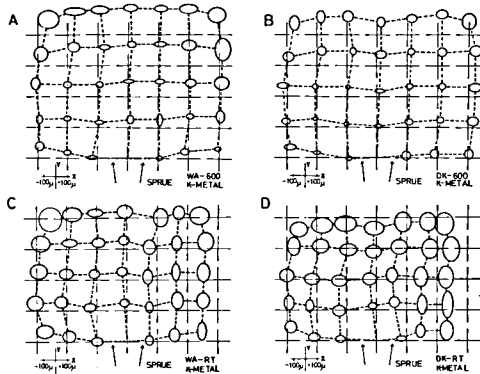 A
B
Y
X
-100μ
+100μ
SPRUE
WA-600
K-METAL
Y
X
-100μ
+100μ
SPRUE
DK-600
K-METAL
C
D
Y
X
-100μ
+100μ
SPRUE
WA-RT
K-METAL
Y
X
-100μ
+100μ
SPRUE
DK-RT
K-METAL